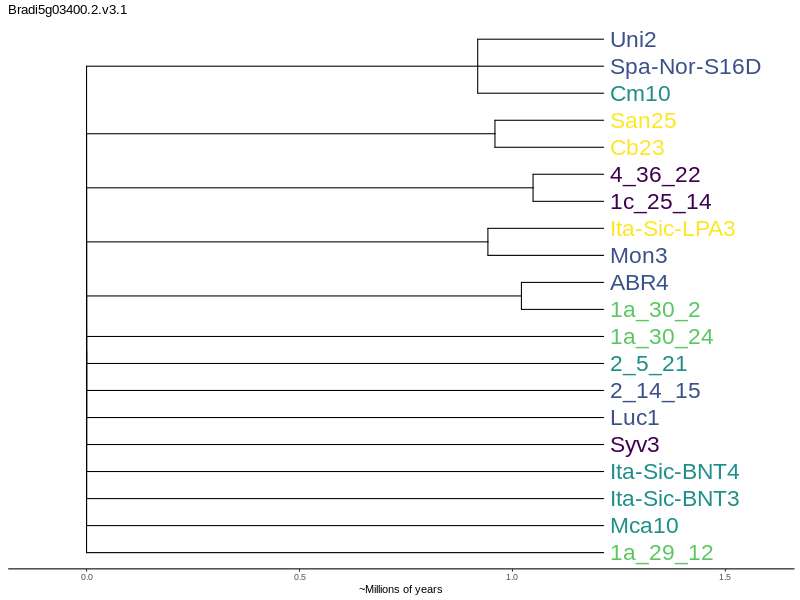 Bradi5g03400.2.v3.1
Uni2
Spa-Nor-S16D
Cm10
San25
Cb23
4_36_22
1c_25_14
Ita-Sic-LPA3
Mon3
ABR4
1a_30_2
1a_30_24
2_5_21
2_14_15
Luc1
Syv3
Ita-Sic-BNT4
Ita-Sic-BNT3
Mca10
1a_29_12
0.0 0.5 1.0 1.5
~Millions of years